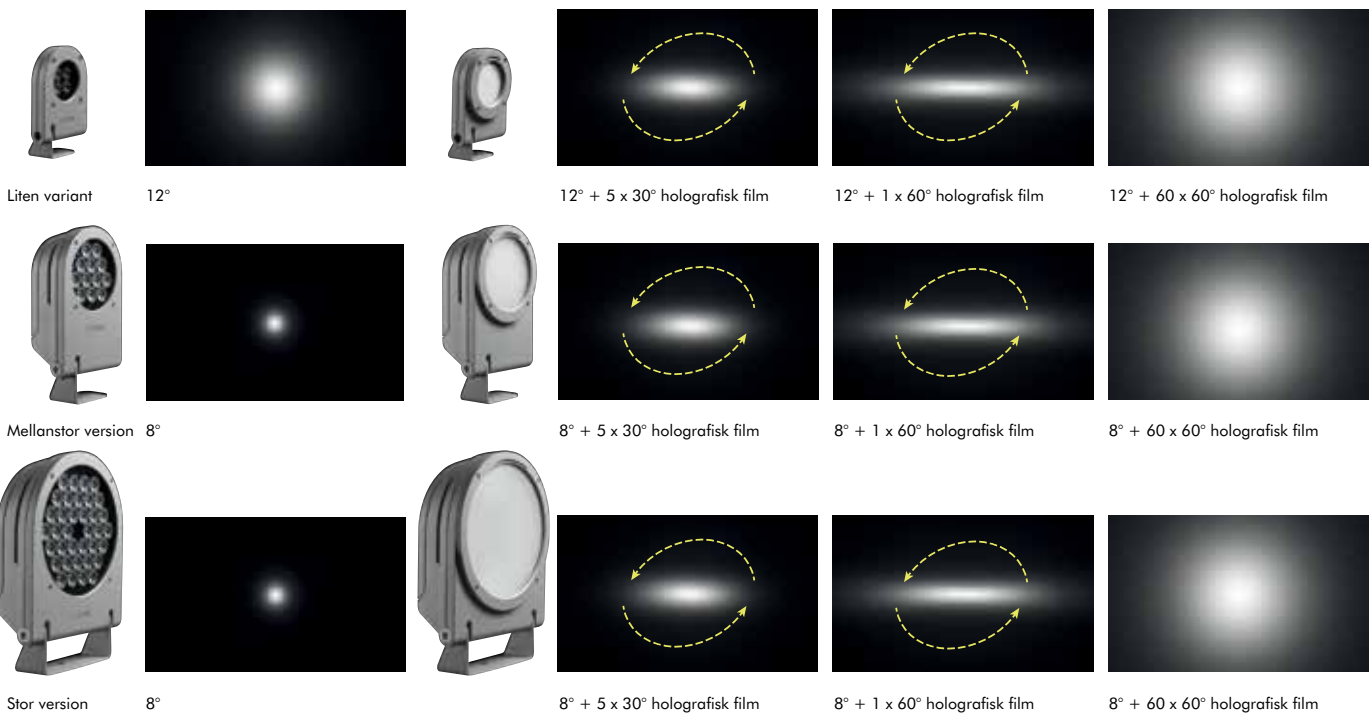 Liten variant 12° 12° + 5 x 30° holografisk film 12° + 1 x 60° holografisk film 12° + 60 x 60° holografisk film
Mellanstor version 8° 8° + 5 x 30° holografisk film 8° + 1 x 60° holografisk film 8° + 60 x 60° holografisk film
Stor version 8° 8° + 5 x 30° holografisk film 8° + 1 x 60° holografisk film 8° + 60 x 60° holografisk film